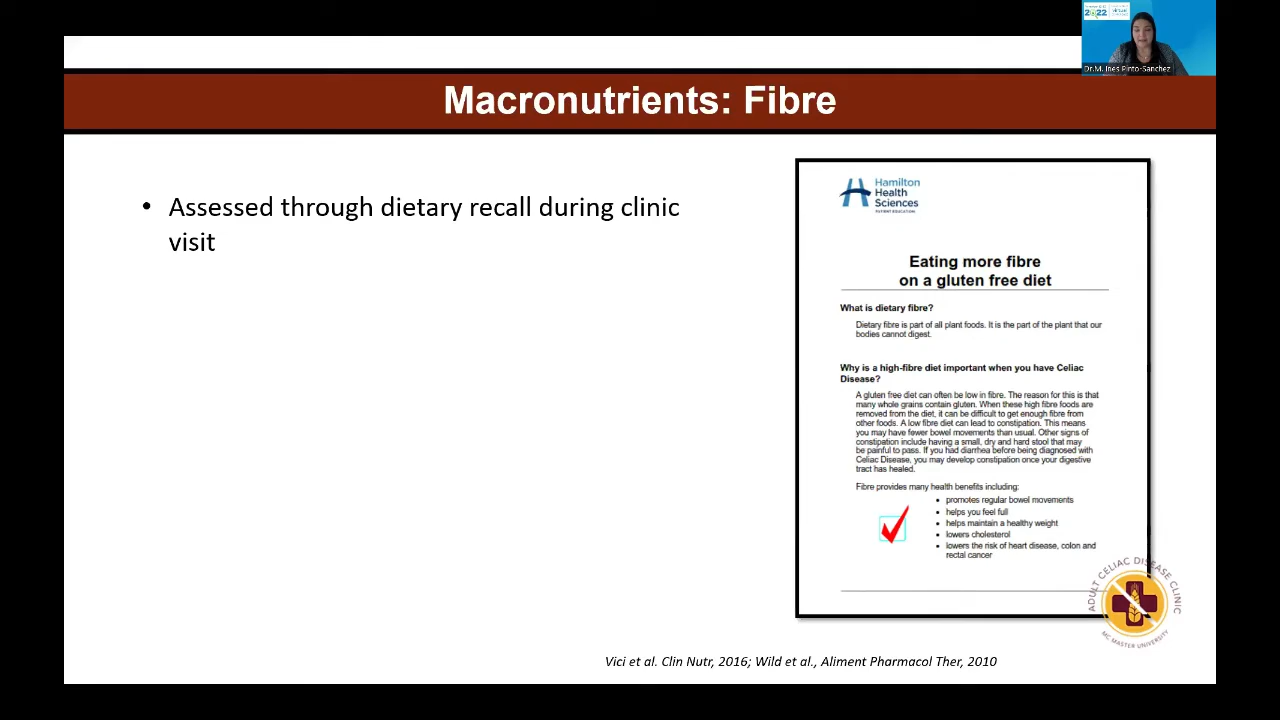 2022
Dr.M. Ines Pinto-Sanchez
Macronutrients: Fibre
• Assessed through dietary recall during clinic
visit
Hamilton
Health
Sciences
PATIENT EDUCATION
Eating more fibre
on a gluten free diet
What is dietary fibre?
Dietary fibre is part of all plant foods. It is the part of the plant that our
bodies cannot digest.
Why is a high-fibre diet important when you have Celiac
Disease?
A gluten free diet can often be low in fibre. The reason for this is that
many whole grains contain gluten. When these high fibre foods are
removed from the diet, it can be difficult to get enough fibre from
other foods. A low fibre diet can lead to constipation. This means
you may have fewer bowel movements than usual. Other signs of
constipation include having a small, dry and hard stool that may
be painful to pass. If you had diarrhea before being diagnosed with
Celiac Disease, you may develop constipation once your digestive
tract has healed.
Fibre provides many health benefits including:
• promotes regular bowel movements
• helps you feel full
• helps maintain a healthy weight
• lowers cholesterol
• lowers the risk of heart disease, colon and
rectal cancer
ADULT CELIAC DISEASE CLINIC
MC MASTER UNIVERSITY
Vici et al. Clin Nutr, 2016; Wild et al., Aliment Pharmacol Ther, 2010